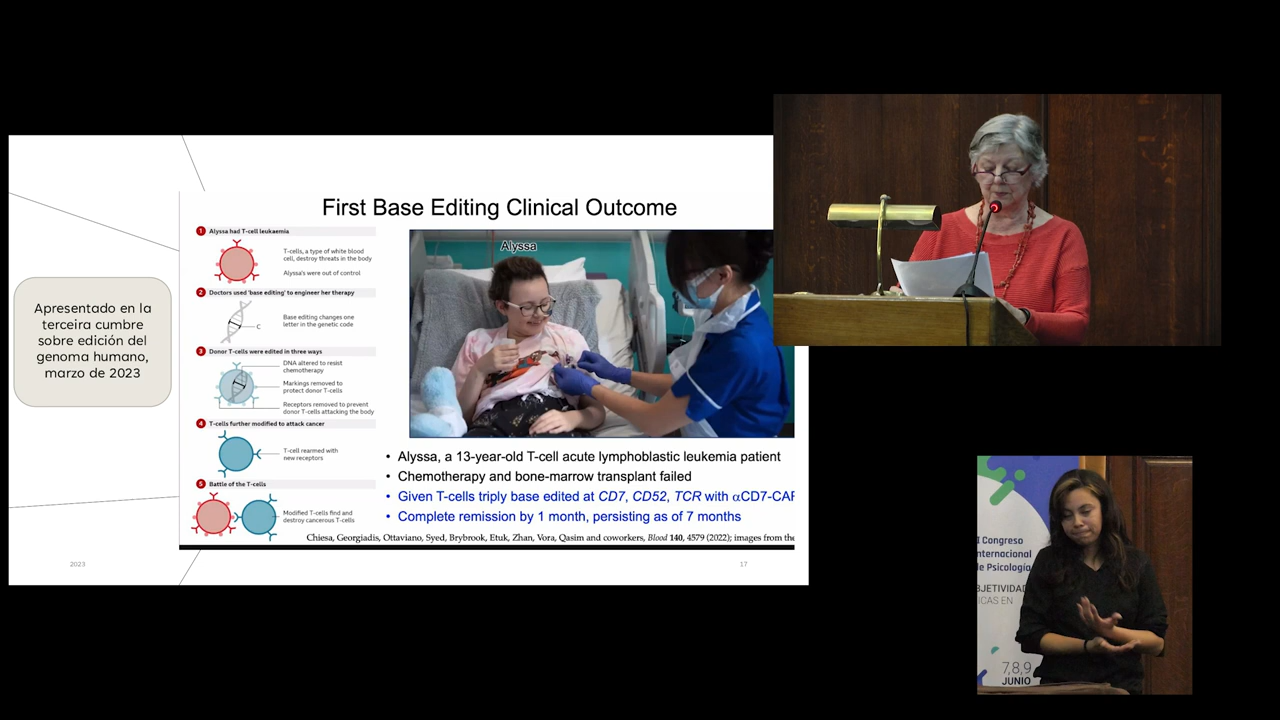 First Base Editing Clinical Outcome
Apresentado en la
terceira cumbre
sobre edición del
genoma humano,
marzo de 2023
1 Alyssa had T-cell leukaemia
T-cells, a type of white blood
cell, destroy threats in the body
Alyssa's were out of control
2 Doctors used 'base editing' to engineer her therapy
Base editing changes one
letter in the genetic code
C
3 Donor T-cells were edited in three ways
DNA altered to resist
chemotherapy
Markings removed to
protect donor T-cells
Receptors removed to prevent
donor T-cells attacking the body
4 T-cells further modified to attack cancer
T-cell rearmed with
new receptors
5 Battle of the T-cells
Modified T-cells find and
destroy cancerous T-cells
Alyssa
• Alyssa, a 13-year-old T-cell acute lymphoblastic leukemia patient
• Chemotherapy and bone-marrow transplant failed
• Given T-cells triply base edited at CD7, CD52, TCR with αCD7-CAR
• Complete remission by 1 month, persisting as of 7 months
Chiesa, Georgiadis, Ottaviano, Syed, Brybrook, Etuk, Zhan, Vora, Qasim and coworkers, Blood 140, 4579 (2022); images from the
2023
17
I Congreso
nternacional
de Psicología
BJETIVIDAD
ICAS EN
7,8,9
JUNIO